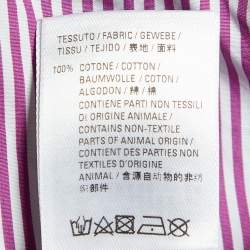 TESSUTO / FABRIC / GEWEBE /
TISSU / TEJIDO / 表地 / 面料
100% COTONE / COTTON /
BAUMWOLLE / COTON /
ALGODON / 綿 / 棉
CONTIENE PARTI NON TESSILI
DI ORIGINE ANIMALE /
CONTAINS NON-TEXTILE
PARTS OF ANIMAL ORIGIN /
CONTIENT DES PARTIES NON
TEXTILES D'ORIGINE
ANIMALE / 含源自动物的非纺
织部件